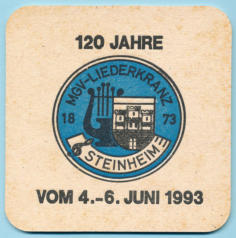 120 JAHRE
MGV-LIEDERKRANZ
18 73
STEINHEIM
VOM 4.-6. JUNI 1993